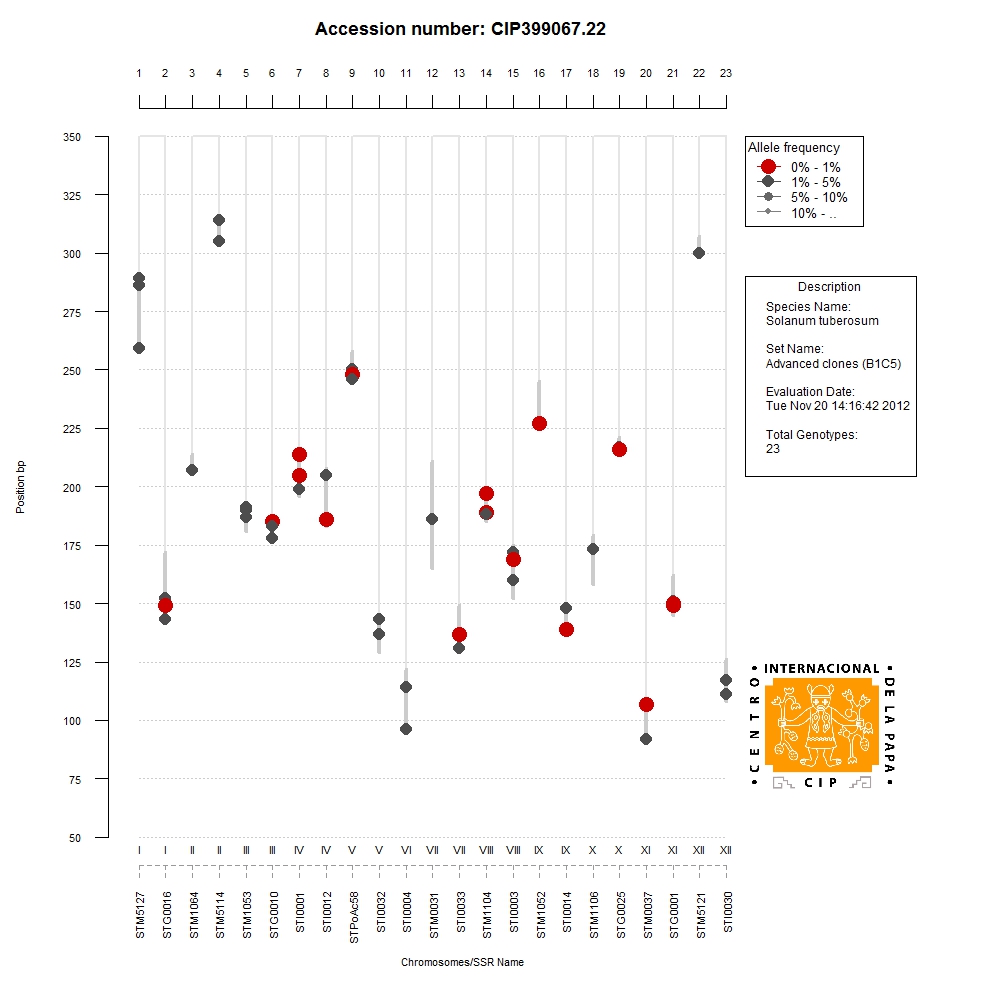 Accession number: CIP399067.22
1 2 3 4 5 6 7 8 9 10 11 12 13 14 15 16 17 18 19 20 21 22 23
350
325
300
275
250
225
200
175
150
125
100
75
50
Position bp
Allele frequency
0% - 1%
1% - 5%
5% - 10%
10% - ..
Description
Species Name:
Solanum tuberosum
Set Name:
Advanced clones (B1C5)
Evaluation Date:
Tue Nov 20 14:16:42 2012
Total Genotypes:
23
• CENTRO
INTERNACIONAL
• DE LA PAPA •
CIP
I I II II III III IV IV V V VI VII VII VIII VIII IX IX X X XI XI XII XII
STM5127 STG0016 STM1064 STM5114 STM1053 STG0010 STI0001 STI0012 STPoAc58 STI0032 STI0004 STM0031 STI0033 STM1104 STI0003 STM1052 STI0014 STM1106 STG0025 STM0037 STG0001 STM5121 STI0030
Chromosomes/SSR Name